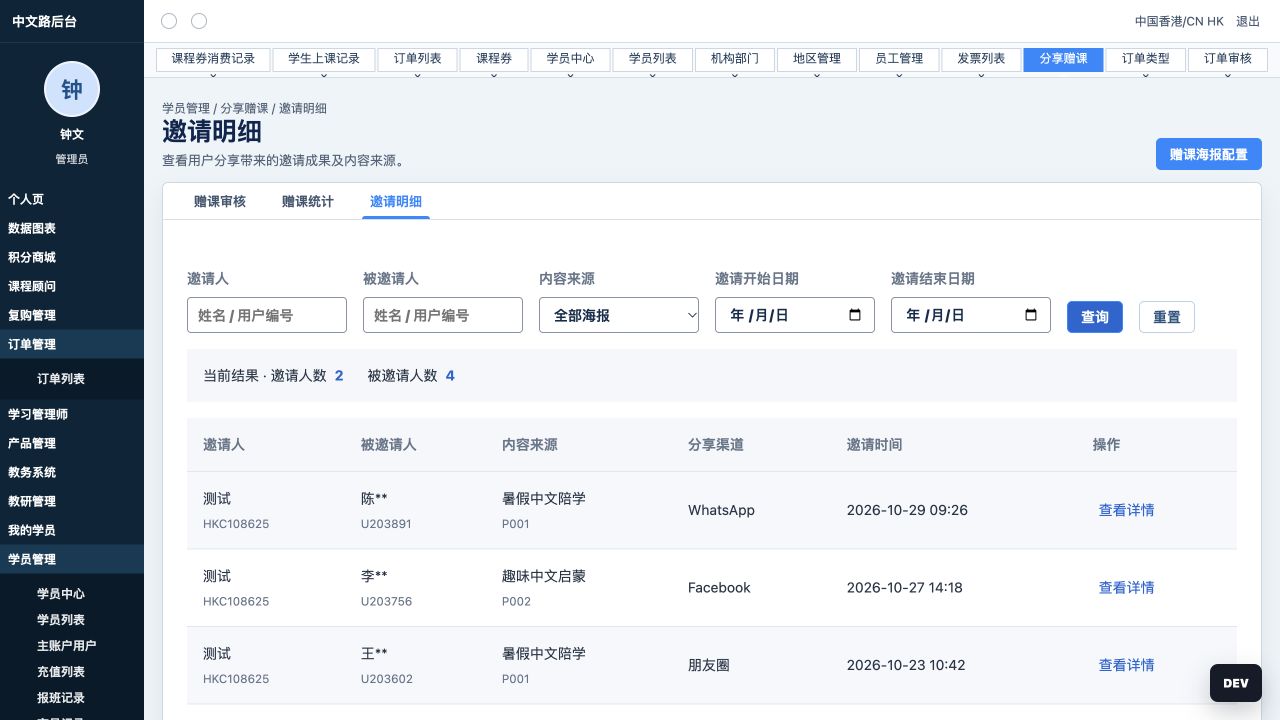 中文路后台
中国香港/CN HK 退出
课程券消费记录 学生上课记录 订单列表 课程券 学员中心 学员列表 机构部门 地区管理 员工管理 发票列表 分享赠课 订单类型 订单审核
钟
钟文
管理员
个人页
数据图表
积分商城
课程顾问
复购管理
订单管理
订单列表
学习管理师
产品管理
教务系统
教研管理
我的学员
学员管理
学员中心
学员列表
主账户用户
充值列表
报班记录
学员管理 / 分享赠课 / 邀请明细
邀请明细
查看用户分享带来的邀请成果及内容来源。
赠课海报配置
赠课审核 赠课统计 邀请明细
邀请人 被邀请人 内容来源 邀请开始日期 邀请结束日期
姓名 / 用户编号 姓名 / 用户编号 全部海报 年 /月/日 年 /月/日 查询 重置
当前结果 · 邀请人数 2 被邀请人数 4
邀请人 被邀请人 内容来源 分享渠道 邀请时间 操作
测试 陈** 暑假中文陪学
HKC108625 U203891 P001
WhatsApp 2026-10-29 09:26 查看详情
测试 李** 趣味中文启蒙
HKC108625 U203756 P002
Facebook 2026-10-27 14:18 查看详情
测试 王** 暑假中文陪学
HKC108625 U203602 P001
朋友圈 2026-10-23 10:42 查看详情
DEV